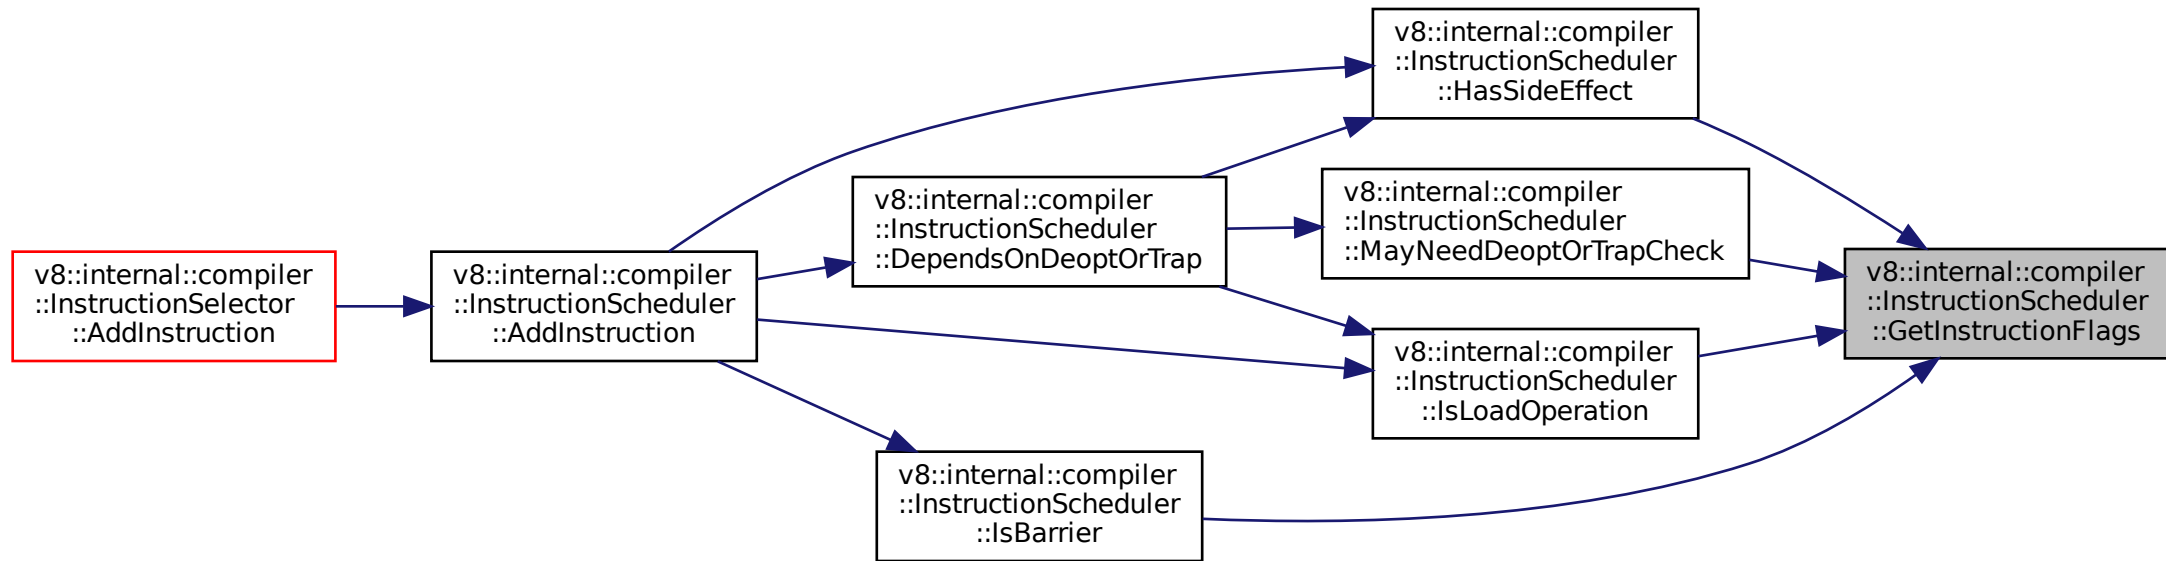 v8::internal::compiler
::InstructionScheduler
::HasSideEffect
v8::internal::compiler
::InstructionScheduler
::MayNeedDeoptOrTrapCheck
v8::internal::compiler
::InstructionScheduler
::DependsOnDeoptOrTrap
v8::internal::compiler
::InstructionSelector
::AddInstruction
v8::internal::compiler
::InstructionScheduler
::AddInstruction
v8::internal::compiler
::InstructionScheduler
::GetInstructionFlags
v8::internal::compiler
::InstructionScheduler
::IsLoadOperation
v8::internal::compiler
::InstructionScheduler
::IsBarrier